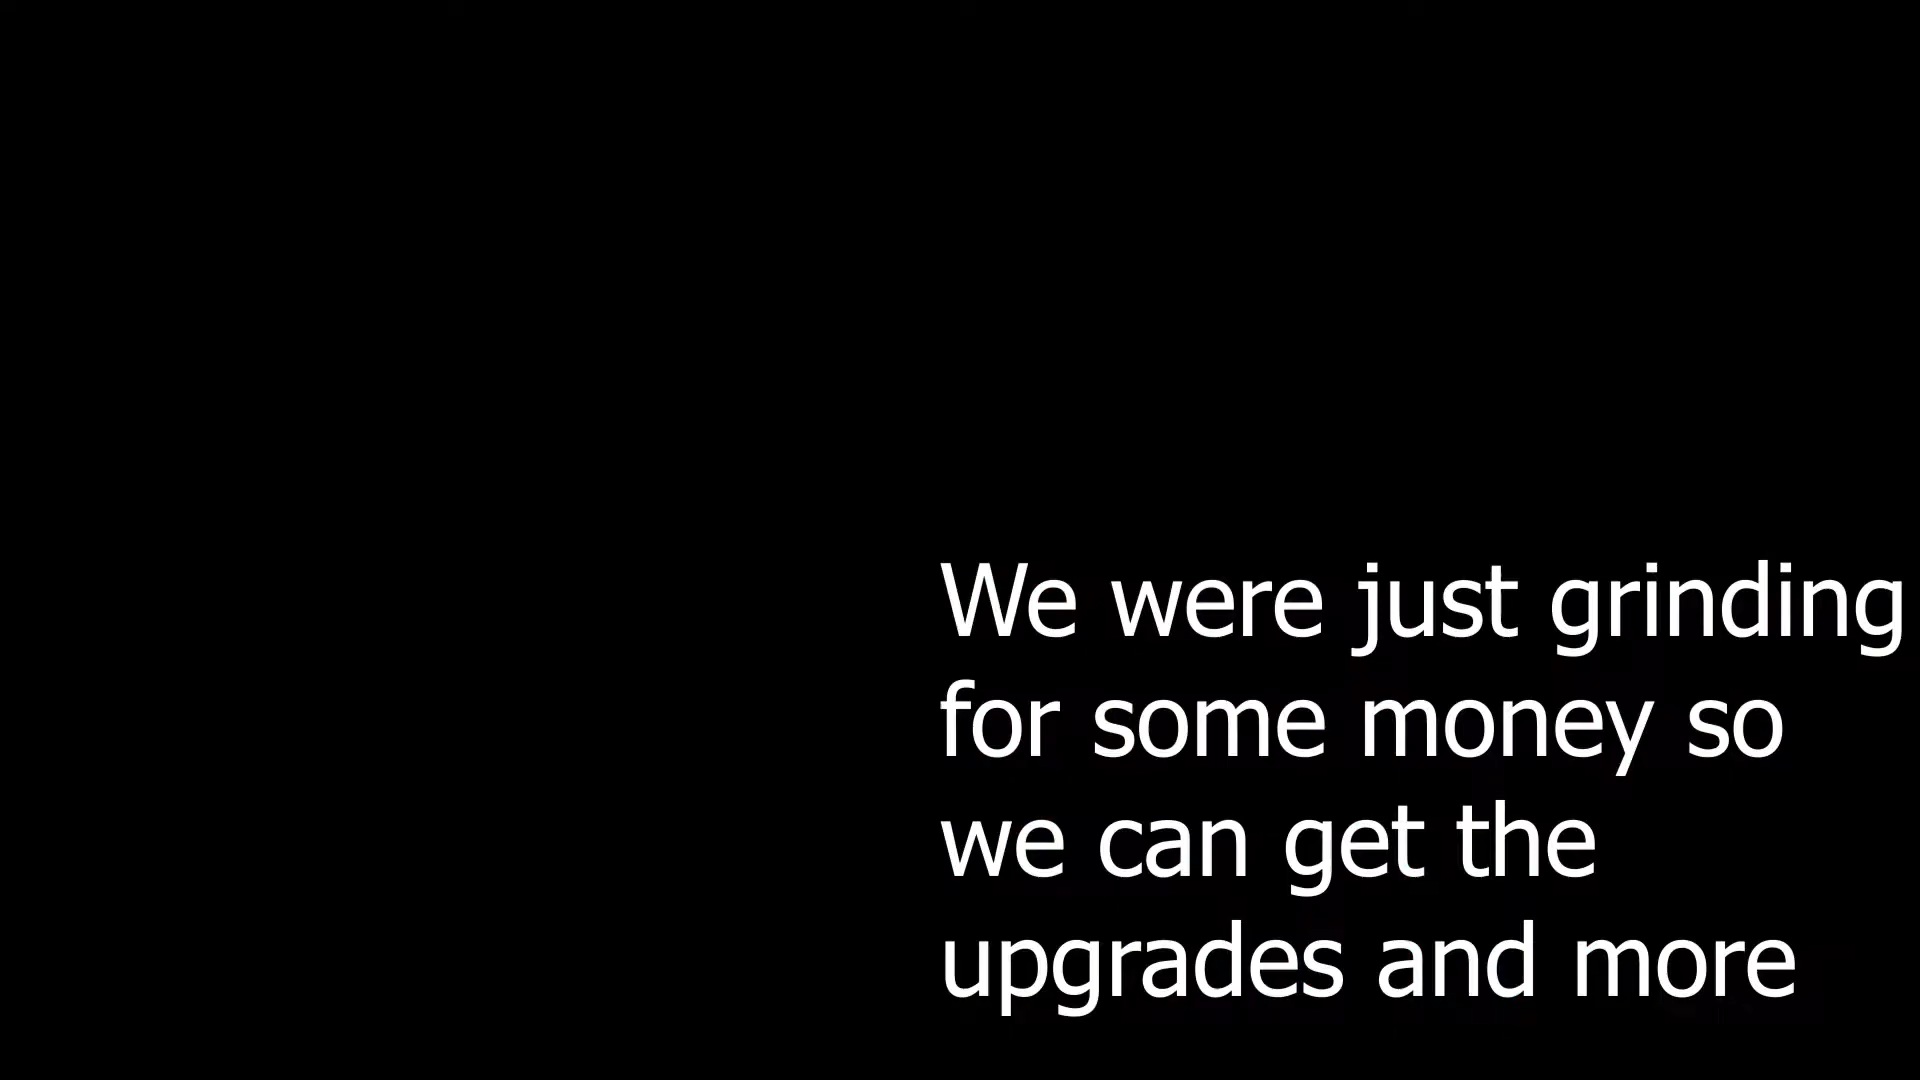 We were just grinding
for some money so
we can get the
upgrades and more